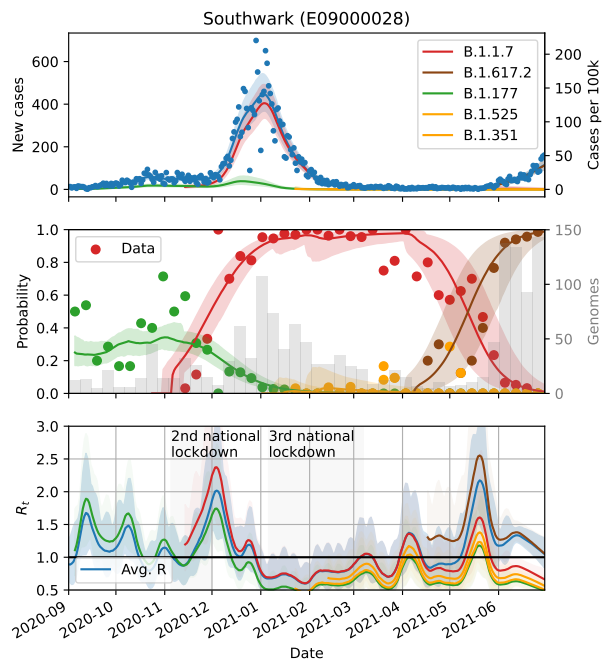 Southwark (E09000028)
New cases
600
400
200
0
B.1.1.7
B.1.617.2
B.1.177
B.1.525
B.1.351
200
150
100
50
0
Cases per 100k
Probability
1.0
0.8
0.6
0.4
0.2
0.0
Data
150
100
50
0
Genomes
R_t
3.0
2.5
2.0
1.5
1.0
0.5
2nd national
lockdown
3rd national
lockdown
Avg. R
2020-09
2020-10
2020-11
2020-12
2021-01
2021-02
2021-03
2021-04
2021-05
2021-06
Date